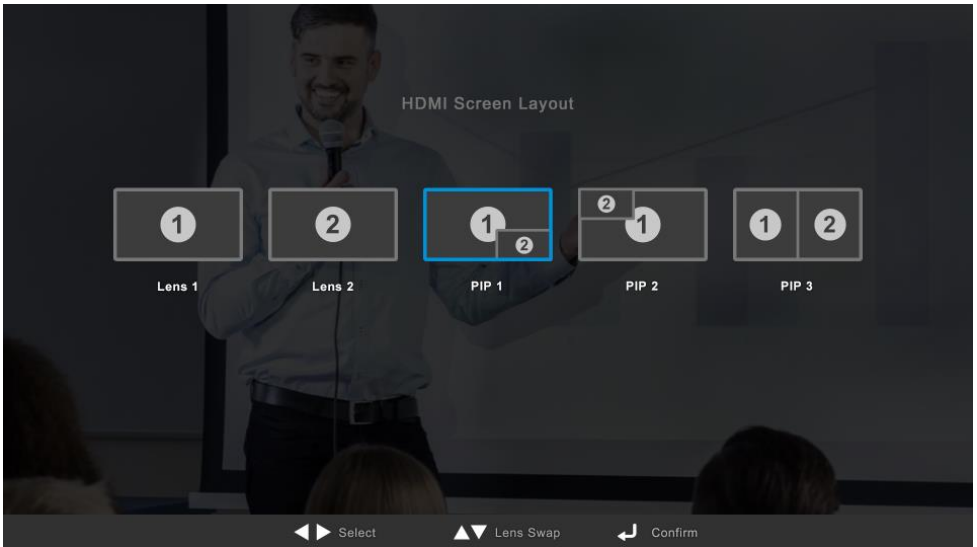 HDMI Screen Layout
1 2 1 2 2 1 1 2
Lens 1 Lens 2 PIP 1 PIP 2 PIP 3
Select Lens Swap Confirm